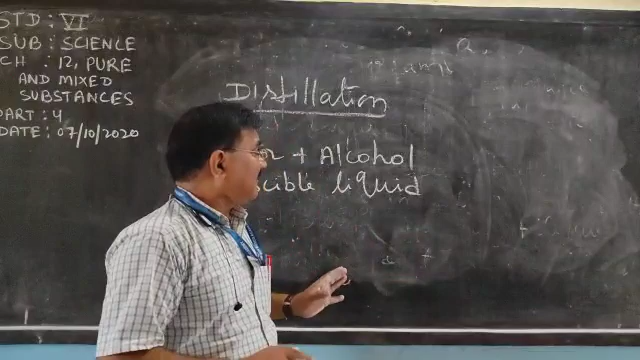 STD : VI
SUB : SCIENCE
CH : 12, PURE
AND MIXED
SUBSTANCES
PART : 4
DATE : 07/10/2020
Distillation
+ Alcohol
cible liquid